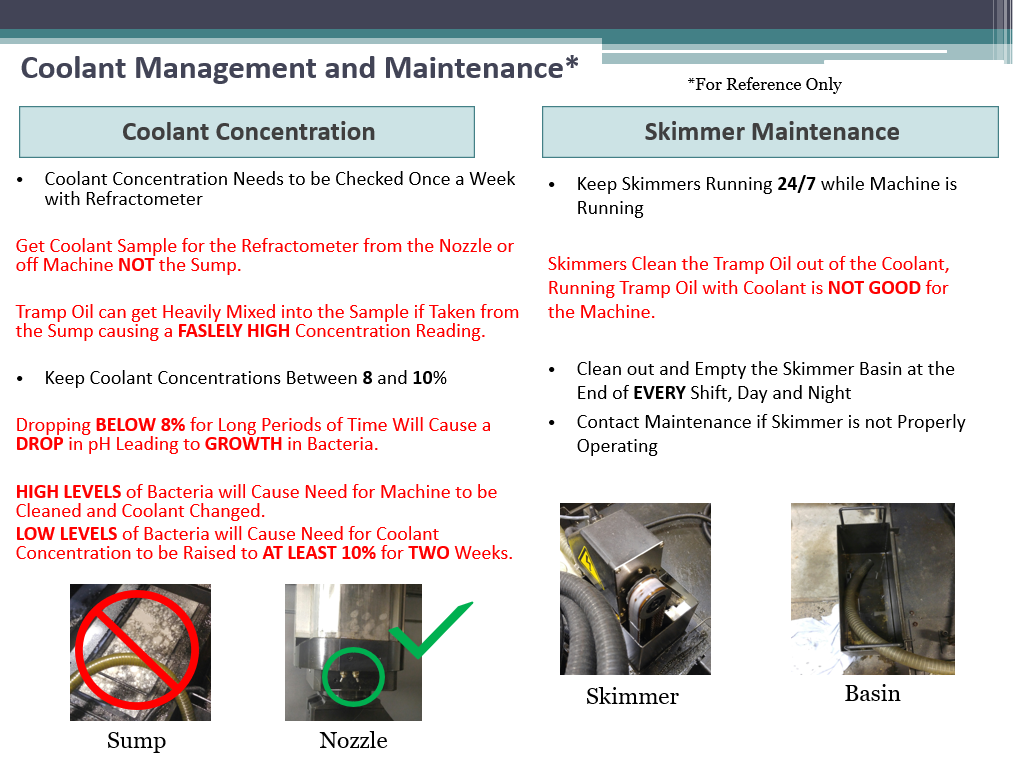 Coolant Management and Maintenance*
*For Reference Only
Coolant Concentration
• Coolant Concentration Needs to be Checked Once a Week
with Refractometer
Get Coolant Sample for the Refractometer from the Nozzle or
off Machine NOT the Sump.
Tramp Oil can get Heavily Mixed into the Sample if Taken from
the Sump causing a FASLELY HIGH Concentration Reading.
• Keep Coolant Concentrations Between 8 and 10%
Dropping BELOW 8% for Long Periods of Time Will Cause a
DROP in pH Leading to GROWTH in Bacteria.
HIGH LEVELS of Bacteria will Cause Need for Machine to be
Cleaned and Coolant Changed.
LOW LEVELS of Bacteria will Cause Need for Coolant
Concentration to be Raised to AT LEAST 10% for TWO Weeks.
Sump
Nozzle
Skimmer Maintenance
• Keep Skimmers Running 24/7 while Machine is
Running
Skimmers Clean the Tramp Oil out of the Coolant,
Running Tramp Oil with Coolant is NOT GOOD for
the Machine.
• Clean out and Empty the Skimmer Basin at the
End of EVERY Shift, Day and Night
• Contact Maintenance if Skimmer is not Properly
Operating
Skimmer
Basin